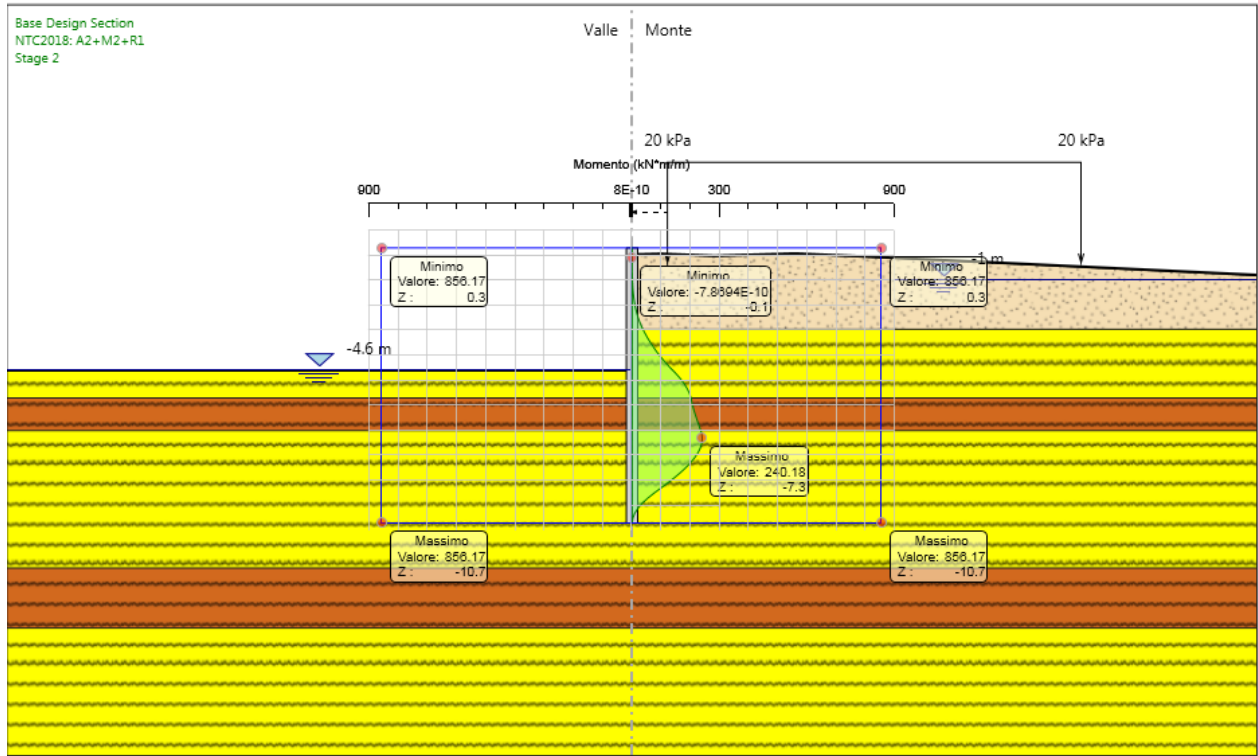 Base Design Section
NTC2018: A2+M2+R1
Stage 2
Valle
Monte
20 kPa
20 kPa
Momento (kN*m/m)
900
8E-10
300
900
-1 m
Minimo
Valore: 856.17
Z : 0.3
Minimo
Valore: -7.8694E-10
Z : -0.1
Minimo
Valore: 856.17
Z : 0.3
-4.6 m
Massimo
Valore: 240.18
Z : -7.3
Massimo
Valore: 856.17
Z : -10.7
Massimo
Valore: 856.17
Z : -10.7